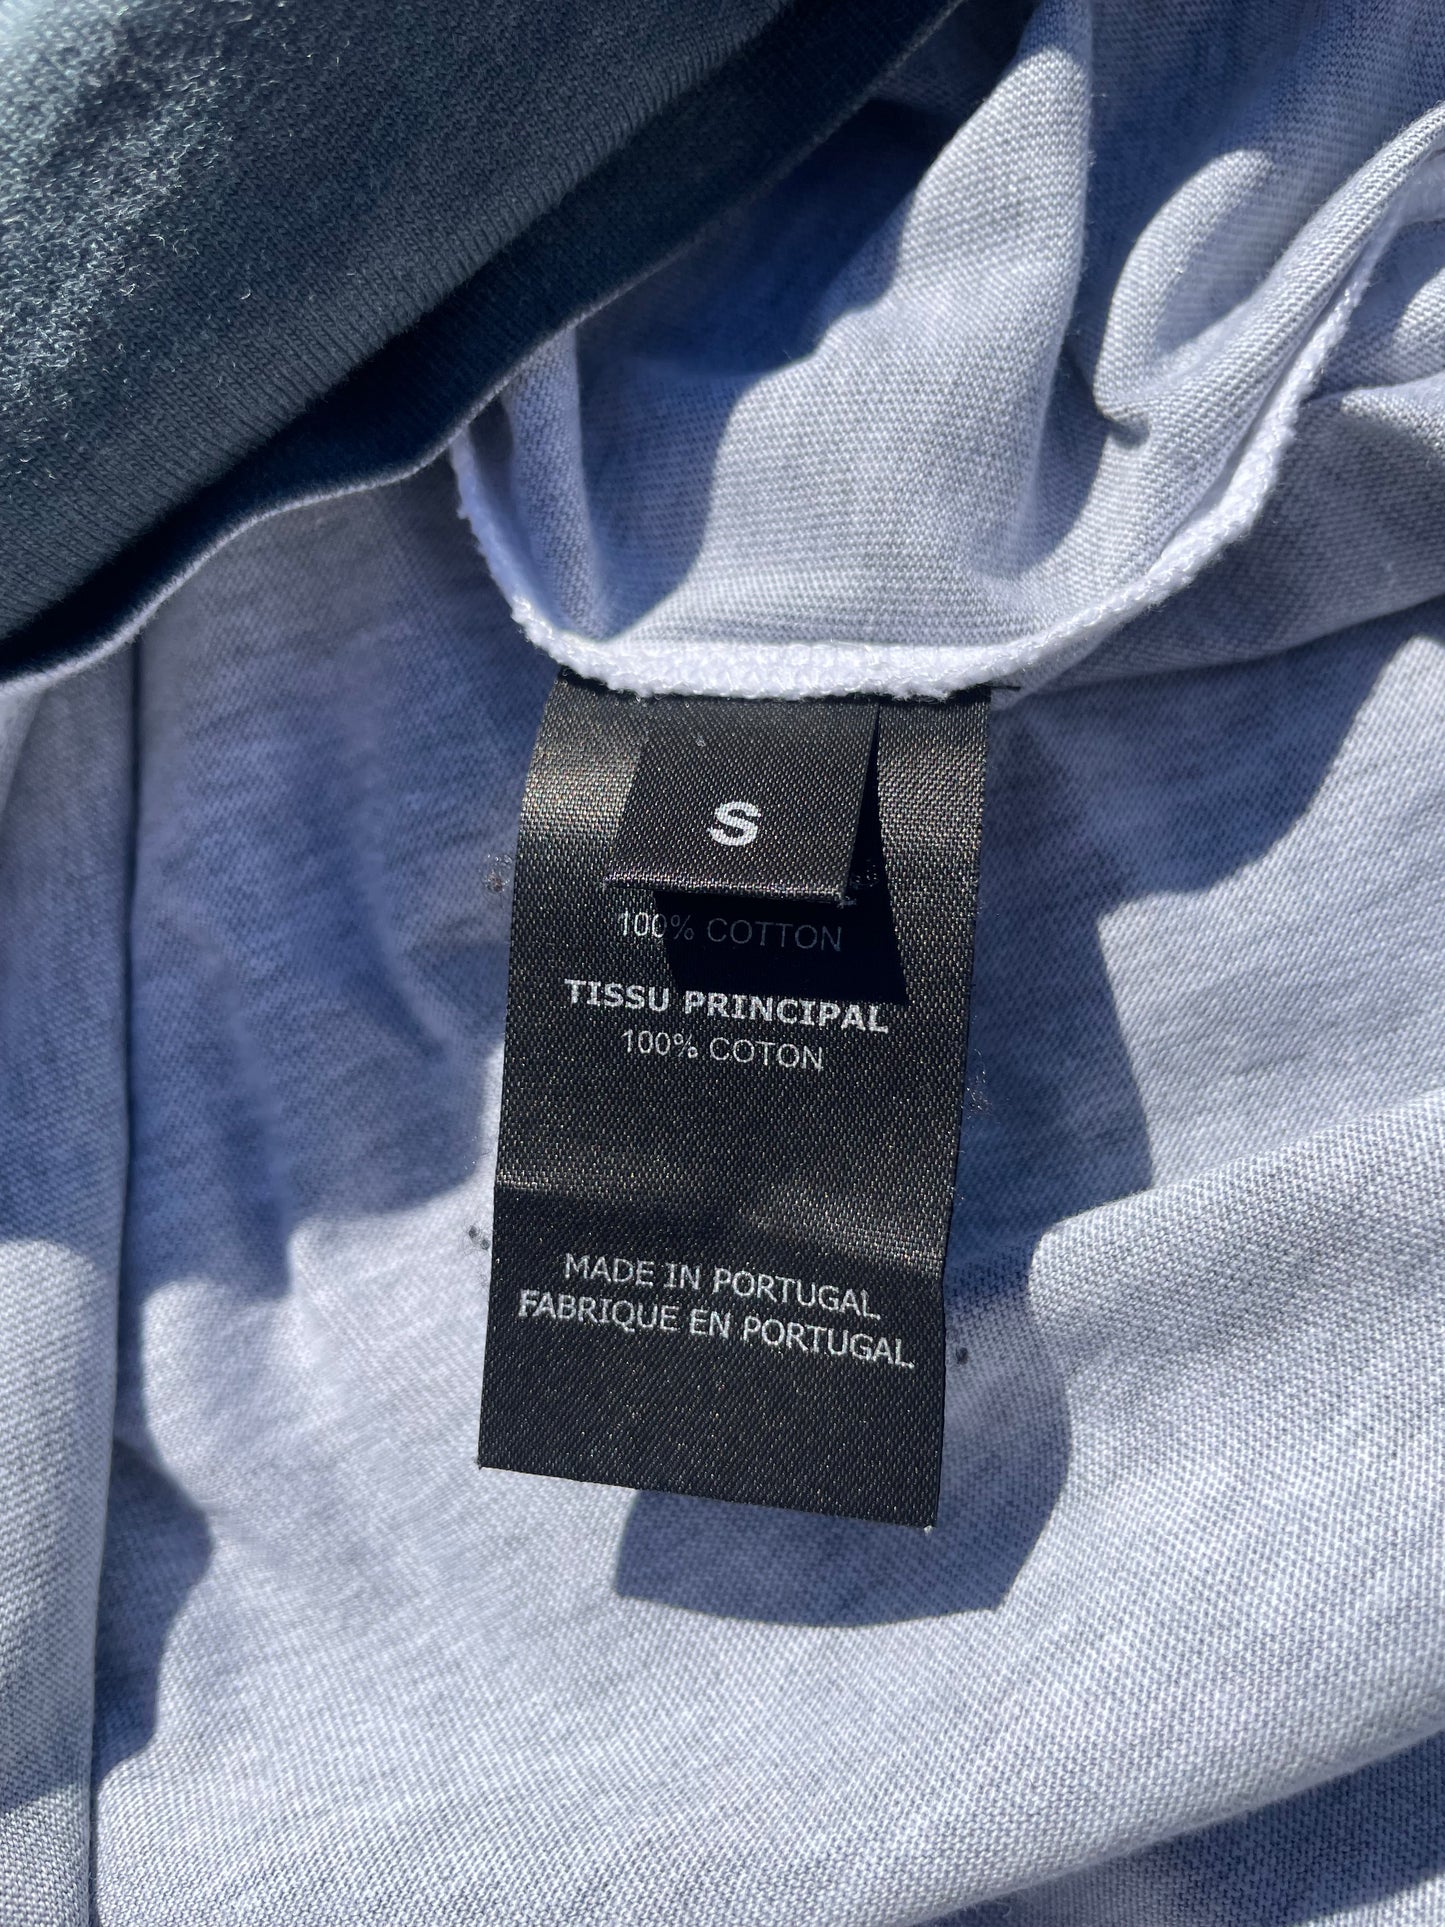 S
100% COTTON
TISSU PRINCIPAL
100% COTON
MADE IN PORTUGAL
FABRIQUE EN PORTUGAL